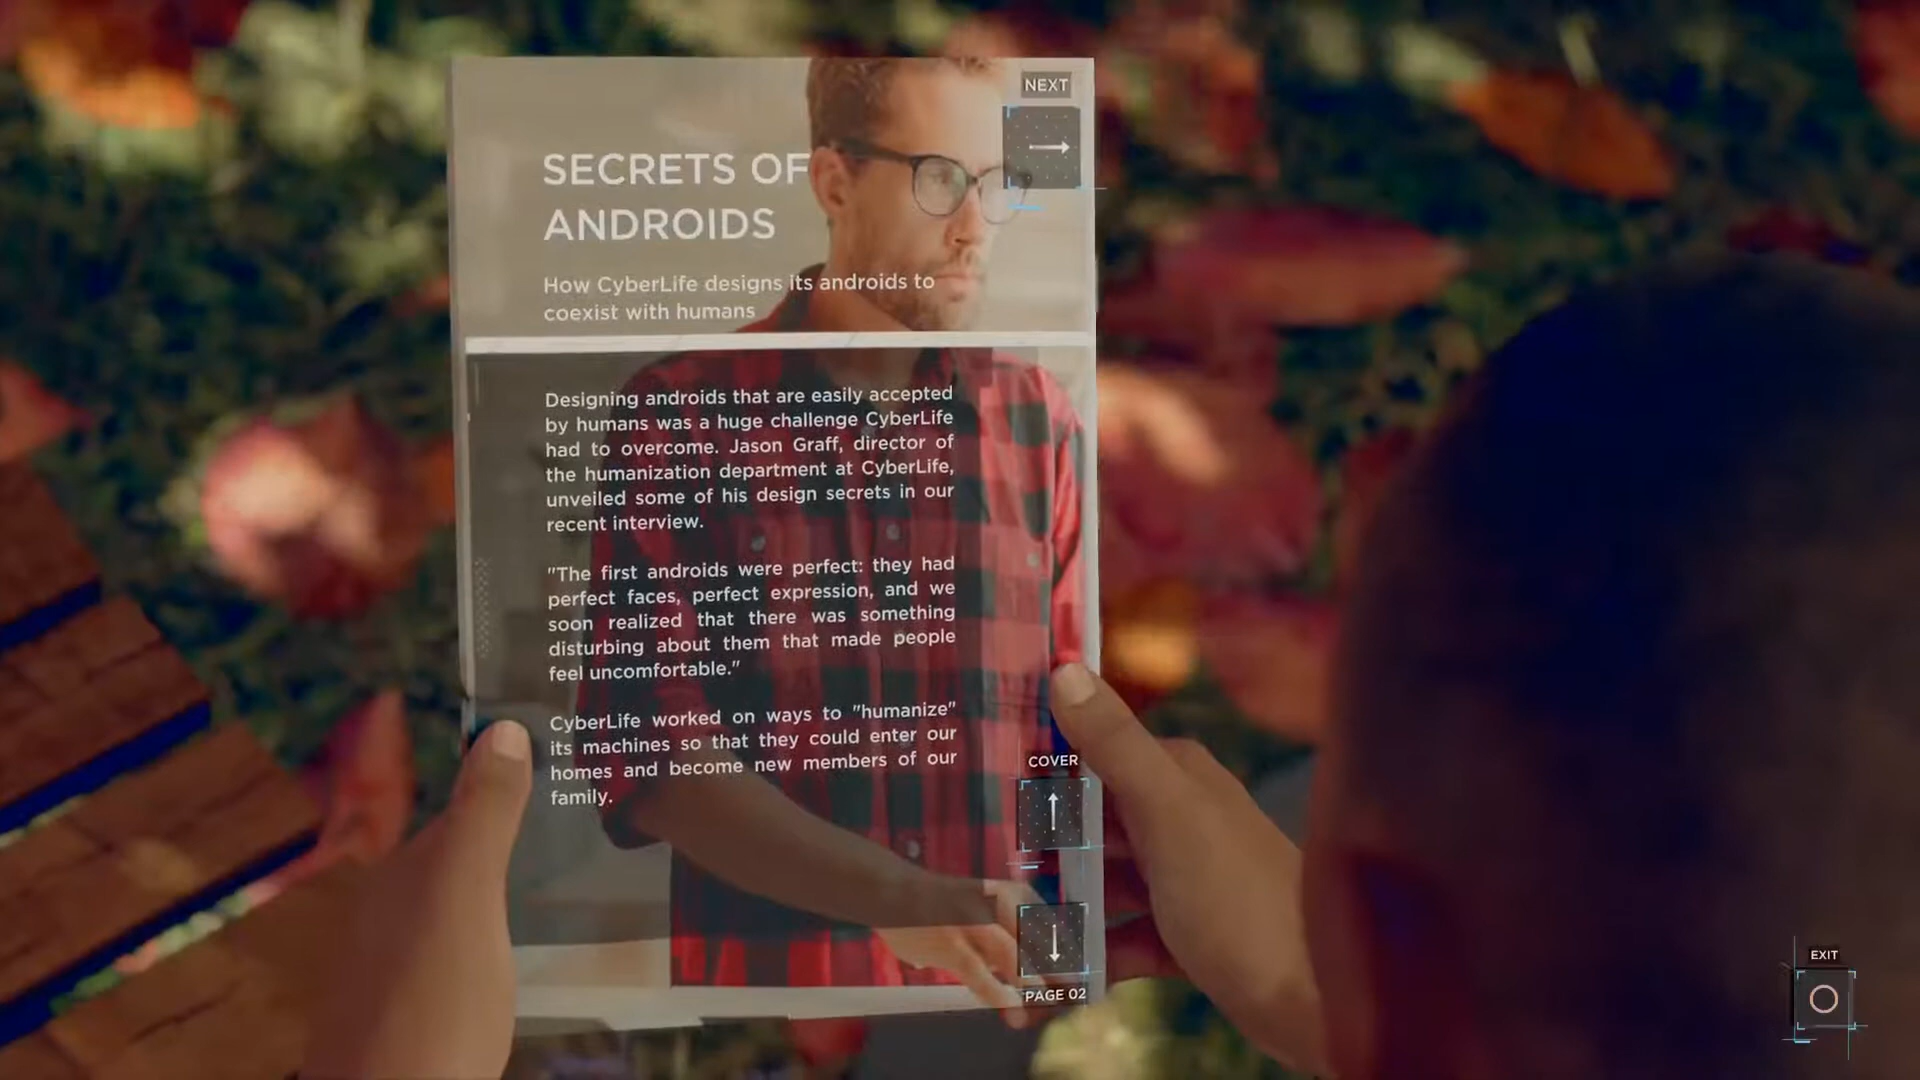 NEXT
SECRETS OF
ANDROIDS
How CyberLife designs its androids to
coexist with humans
Designing androids that are easily accepted
by humans was a huge challenge CyberLife
had to overcome. Jason Graff, director of
the humanization department at CyberLife,
unveiled some of his design secrets in our
recent interview.
"The first androids were perfect: they had
perfect faces, perfect expression, and we
soon realized that there was something
disturbing about them that made people
feel uncomfortable."
CyberLife worked on ways to "humanize"
its machines so that they could enter our
homes and become new members of our
family.
COVER
PAGE 02
EXIT